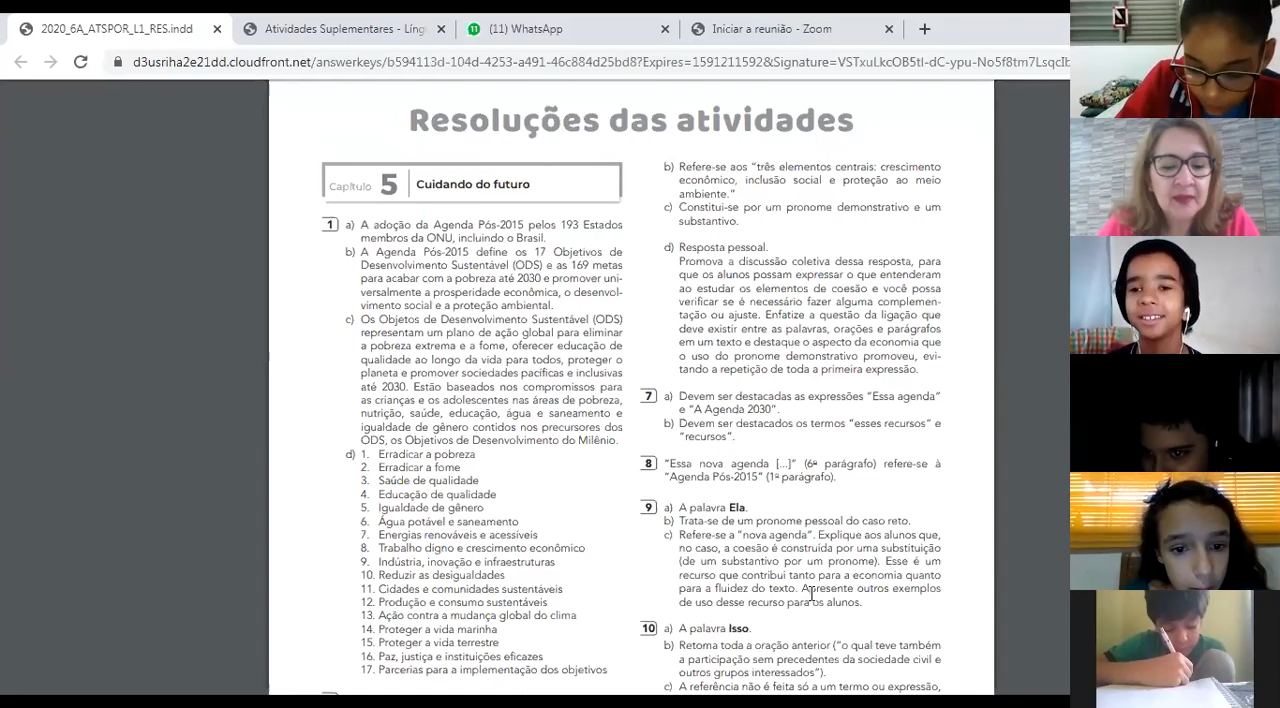 2020_6A_ATSPOR_L1_RES.indd
Atividades Suplementares - Líng
(11) WhatsApp
Iniciar a reunião - Zoom
Resoluções das atividades
Capítulo 5 Cuidando do futuro
1 a) A adoção da Agenda Pós-2015 pelos 193 Estados
membros da ONU, incluindo o Brasil.
b) A Agenda Pós-2015 define os 17 Objetivos de
Desenvolvimento Sustentável (ODS) e as 169 metas
para acabar com a pobreza até 2030 e promover uni-
versalmente a prosperidade econômica, o desenvol-
vimento social e a proteção ambiental.
c) Os Objetos de Desenvolvimento Sustentável (ODS)
representam um plano de ação global para eliminar
a pobreza extrema e a fome, oferecer educação de
qualidade ao longo da vida para todos, proteger o
planeta e promover sociedades pacíficas e inclusivas
até 2030. Estão baseados nos compromissos para
as crianças e os adolescentes nas áreas de pobreza,
nutrição, saúde, educação, água e saneamento e
igualdade de gênero contidos nos precursores dos
ODS, os Objetivos de Desenvolvimento do Milênio.
d) 1. Erradicar a pobreza
2. Erradicar a fome
3. Saúde de qualidade
4. Educação de qualidade
5. Igualdade de gênero
6. Água potável e saneamento
7. Energias renováveis e acessíveis
8. Trabalho digno e crescimento econômico
9. Indústria, inovação e infraestruturas
10. Reduzir as desigualdades
11. Cidades e comunidades sustentáveis
12. Produção e consumo sustentáveis
13. Ação contra a mudança global do clima
14. Proteger a vida marinha
15. Proteger a vida terrestre
16. Paz, justiça e instituições eficazes
17. Parcerias para a implementação dos objetivos
b) Refere-se aos “três elementos centrais: crescimento
econômico, inclusão social e proteção ao meio
ambiente.”
c) Constitui-se por um pronome demonstrativo e um
substantivo.
d) Resposta pessoal.
Promova a discussão coletiva dessa resposta, para
que os alunos possam expressar o que entenderam
ao estudar os elementos de coesão e você possa
verificar se é necessário fazer alguma complemen-
tação ou ajuste. Enfatize a questão da ligação que
deve existir entre as palavras, orações e parágrafos
em um texto e destaque o aspecto da economia que
o uso do pronome demonstrativo promoveu, evi-
tando a repetição de toda a primeira expressão.
7 a) Devem ser destacadas as expressões “Essa agenda”
e “A Agenda 2030”.
b) Devem ser destacados os termos “esses recursos” e
“recursos”.
8 “Essa nova agenda [...]” (6º parágrafo) refere-se à
“Agenda Pós-2015” (1º parágrafo).
9 a) A palavra Ela.
b) Trata-se de um pronome pessoal do caso reto.
c) Refere-se a “nova agenda”. Explique aos alunos que,
no caso, a coesão é construída por uma substituição
(de um substantivo por um pronome). Esse é um
recurso que contribui tanto para a economia quanto
para a fluidez do texto. Apresente outros exemplos
de uso desse recurso para os alunos.
10 a) A palavra Isso.
b) Retoma toda a oração anterior (“o qual teve também
a participação sem precedentes da sociedade civil e
outros grupos interessados”).
c) A referência não é feita só a um termo ou expressão,